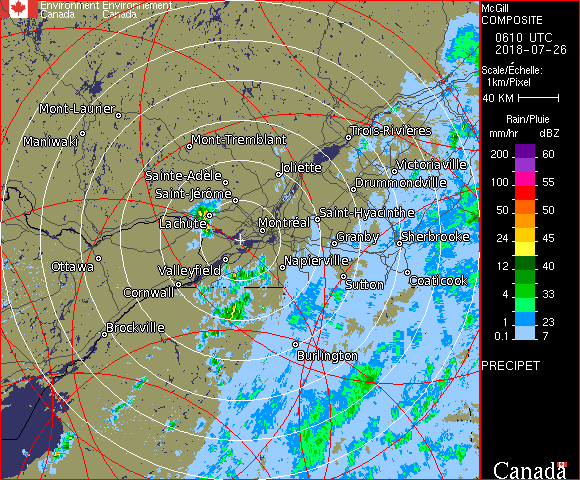 Environment Environnement
Canada Canada
McGill
COMPOSITE
0610 UTC
2018-07-26
Scale/Échelle:
1km/Pixel
40 KM
Rain/Pluie
mm/hr dBZ
200 60
100 55
50 50
24 45
12 40
4 33
1 23
0.1 7
PRECIPET
Canada
Mont-Laurier
Maniwaki
Mont-Tremblant
Trois-Rivières
Joliette
Victoriaville
Sainte-Adèle
Drummondville
Saint-Jérôme
Saint-Hyacinthe
Lachute
Montréal
Granby
Sherbrooke
Ottawa
Valleyfield
Napierville
Coaticook
Sutton
Cornwall
Brockville
Burlington